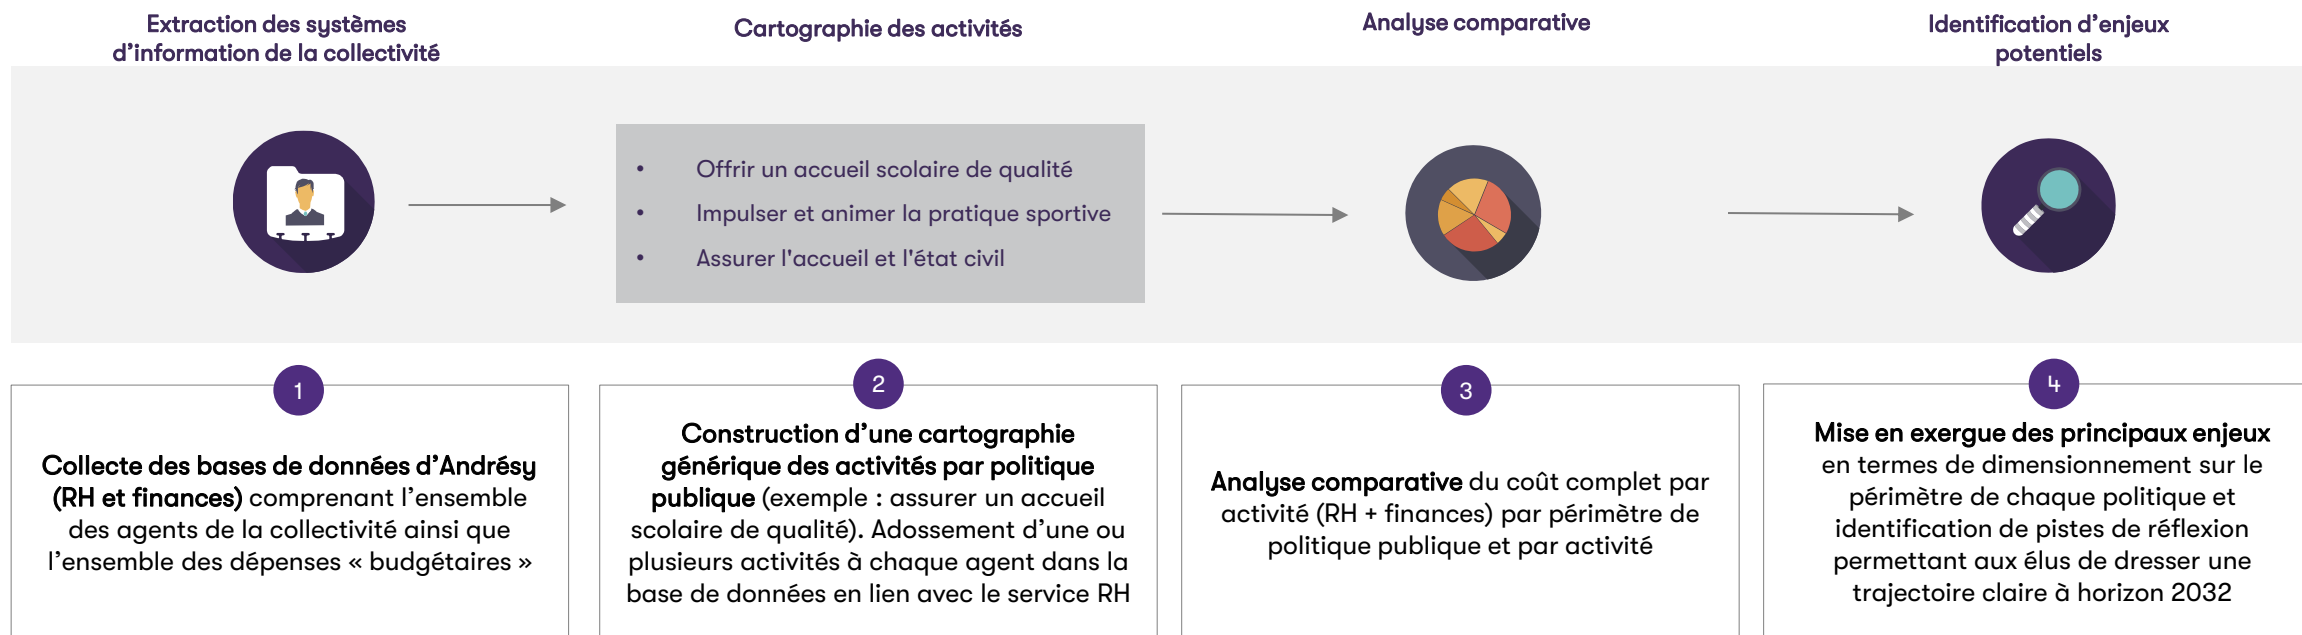 Extraction des systèmes
d’information de la collectivité
Cartographie des activités
Analyse comparative
Identification d’enjeux
potentiels
• Offrir un accueil scolaire de qualité
• Impulser et animer la pratique sportive
• Assurer l'accueil et l'état civil
1
Collecte des bases de données d’Andrésy
(RH et finances) comprenant l’ensemble
des agents de la collectivité ainsi que
l’ensemble des dépenses « budgétaires »
2
Construction d’une cartographie
générique des activités par politique
publique (exemple : assurer un accueil
scolaire de qualité). Adossement d’une ou
plusieurs activités à chaque agent dans la
base de données en lien avec le service RH
3
Analyse comparative du coût complet par
activité (RH + finances) par périmètre de
politique publique et par activité
4
Mise en exergue des principaux enjeux
en termes de dimensionnement sur le
périmètre de chaque politique et
identification de pistes de réflexion
permettant aux élus de dresser une
trajectoire claire à horizon 2032